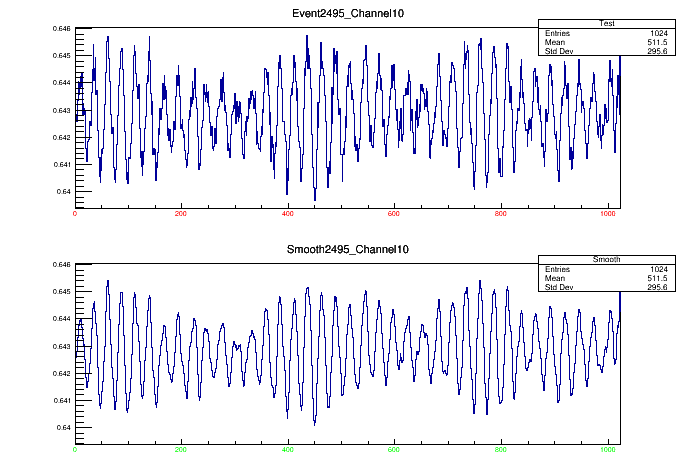 Event2495_Channel10
Test
Entries 1024
Mean 511.5
Std Dev 295.6
0.646
0.645
0.644
0.643
0.642
0.641
0.64
0 200 400 600 800 1000
Smooth2495_Channel10
Smooth
Entries 1024
Mean 511.5
Std Dev 295.6
0.646
0.645
0.644
0.643
0.642
0.641
0.64
0 200 400 600 800 1000